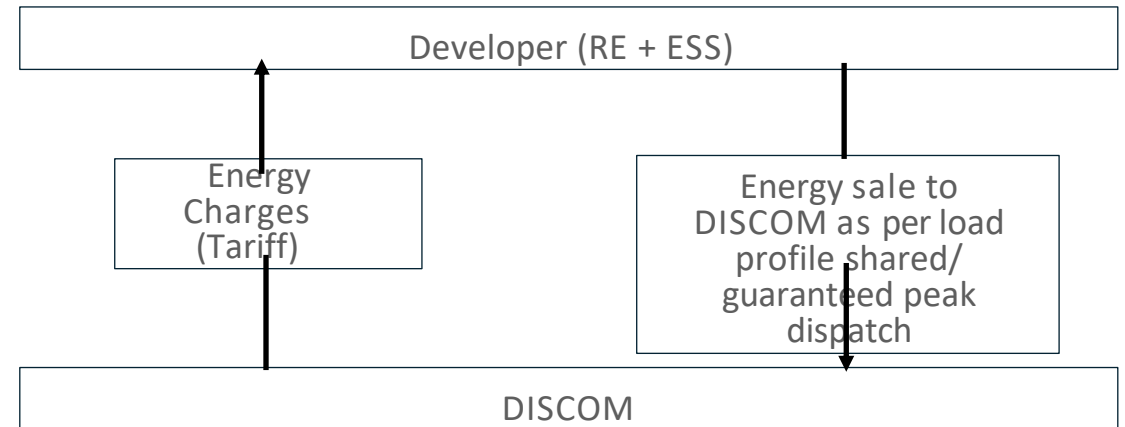 Developer (RE + ESS)
Energy
Charges
(Tariff)
Energy sale to
DISCOM as per load
profile shared/
guaranteed peak
dispatch
DISCOM